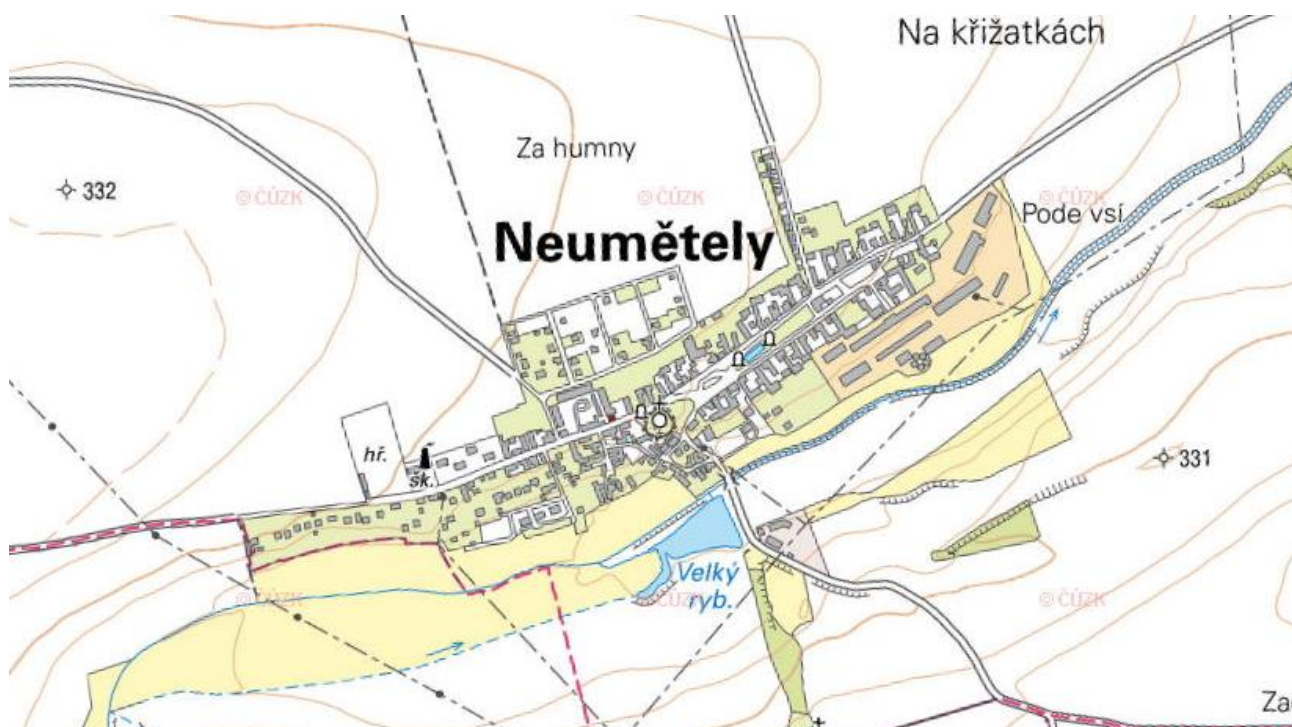 Na křižatkách
Za humny
332
© ČÚZK
© ČÚZK
© ČÚZK
Pode vsí
Neumětely
hř.
šk.
331
Velký
ryb.
© ČÚZK
© ČÚZK
© ČÚZK
Za